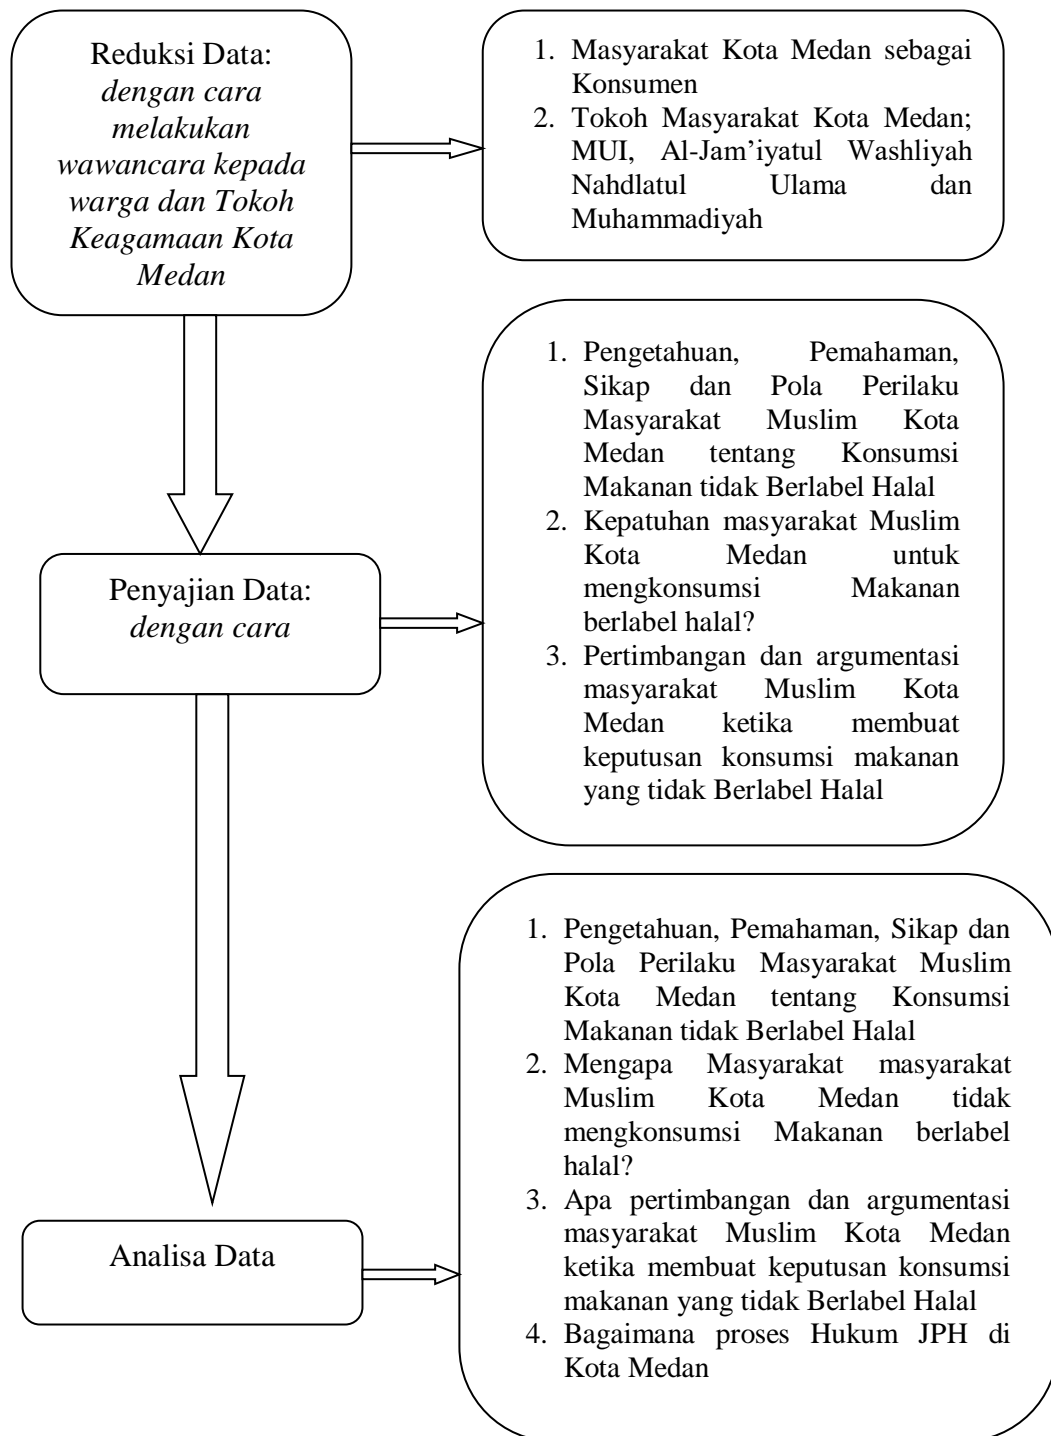 Reduksi Data:
dengan cara
melakukan
wawancara kepada
warga dan Tokoh
Keagamaan Kota
Medan
1. Masyarakat Kota Medan sebagai
Konsumen
2. Tokoh Masyarakat Kota Medan;
MUI, Al-Jam’iyatul Washliyah
Nahdlatul Ulama dan
Muhammadiyah
Penyajian Data:
dengan cara
1. Pengetahuan, Pemahaman,
Sikap dan Pola Perilaku
Masyarakat Muslim Kota
Medan tentang Konsumsi
Makanan tidak Berlabel Halal
2. Kepatuhan masyarakat Muslim
Kota Medan untuk
mengkonsumsi Makanan
berlabel halal?
3. Pertimbangan dan argumentasi
masyarakat Muslim Kota
Medan ketika membuat
keputusan konsumsi makanan
yang tidak Berlabel Halal
Analisa Data
1. Pengetahuan, Pemahaman, Sikap dan
Pola Perilaku Masyarakat Muslim
Kota Medan tentang Konsumsi
Makanan tidak Berlabel Halal
2. Mengapa Masyarakat masyarakat
Muslim Kota Medan tidak
mengkonsumsi Makanan berlabel
halal?
3. Apa pertimbangan dan argumentasi
masyarakat Muslim Kota Medan
ketika membuat keputusan konsumsi
makanan yang tidak Berlabel Halal
4. Bagaimana proses Hukum JPH di
Kota Medan